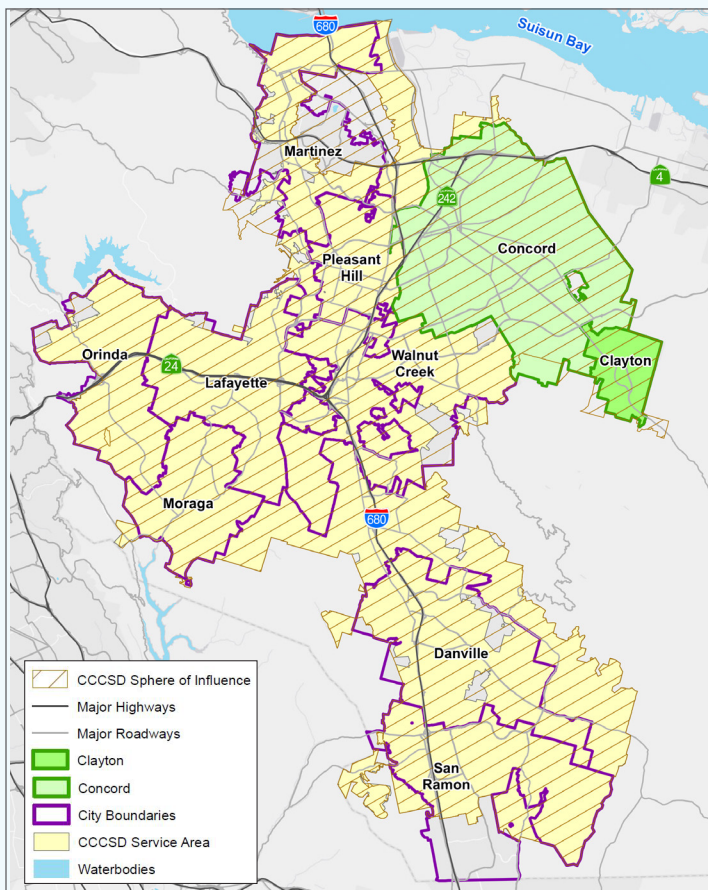 680
Suisun Bay
Martinez
4
242
Concord
Pleasant
Hill
Orinda
24
Lafayette
Walnut
Creek
Clayton
Moraga
680
Danville
San
Ramon
CCCSD Sphere of Influence
Major Highways
Major Roadways
Clayton
Concord
City Boundaries
CCCSD Service Area
Waterbodies